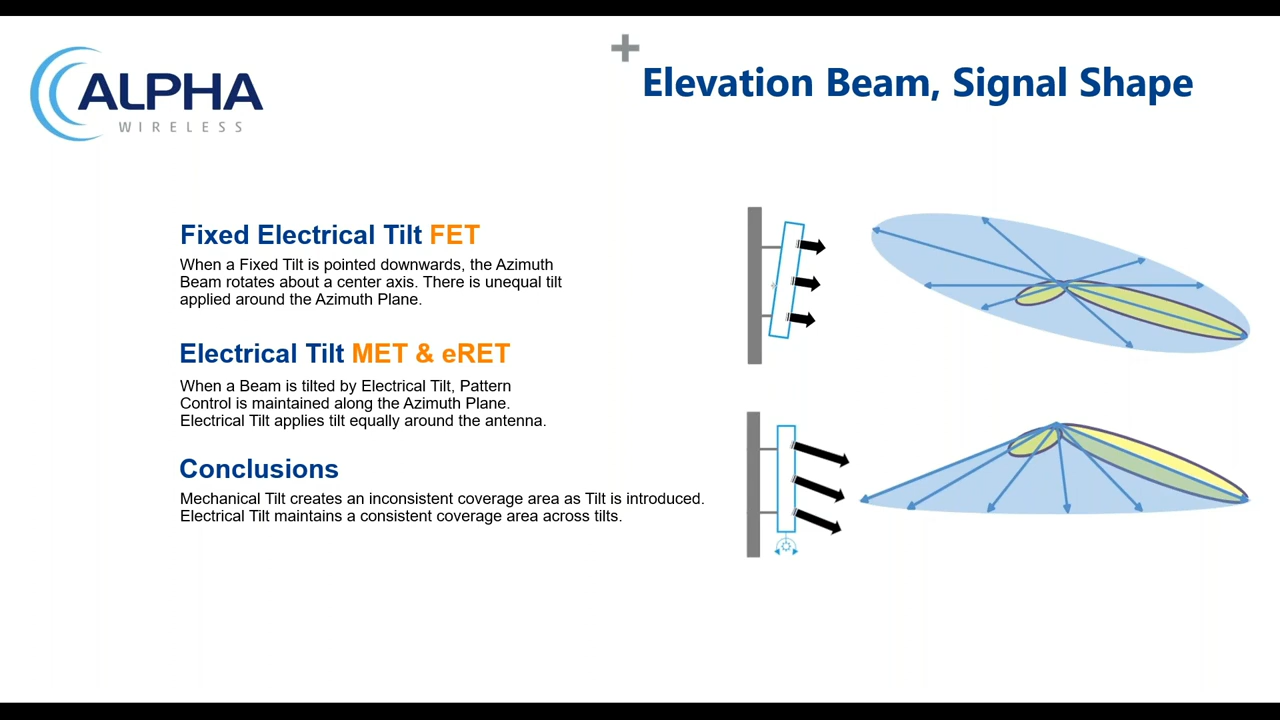 ALPHA
WIRELESS
Elevation Beam, Signal Shape
Fixed Electrical Tilt FET
When a Fixed Tilt is pointed downwards, the Azimuth
Beam rotates about a center axis. There is unequal tilt
applied around the Azimuth Plane.
Electrical Tilt MET & eRET
When a Beam is tilted by Electrical Tilt, Pattern
Control is maintained along the Azimuth Plane.
Electrical Tilt applies tilt equally around the antenna.
Conclusions
Mechanical Tilt creates an inconsistent coverage area as Tilt is introduced.
Electrical Tilt maintains a consistent coverage area across tilts.